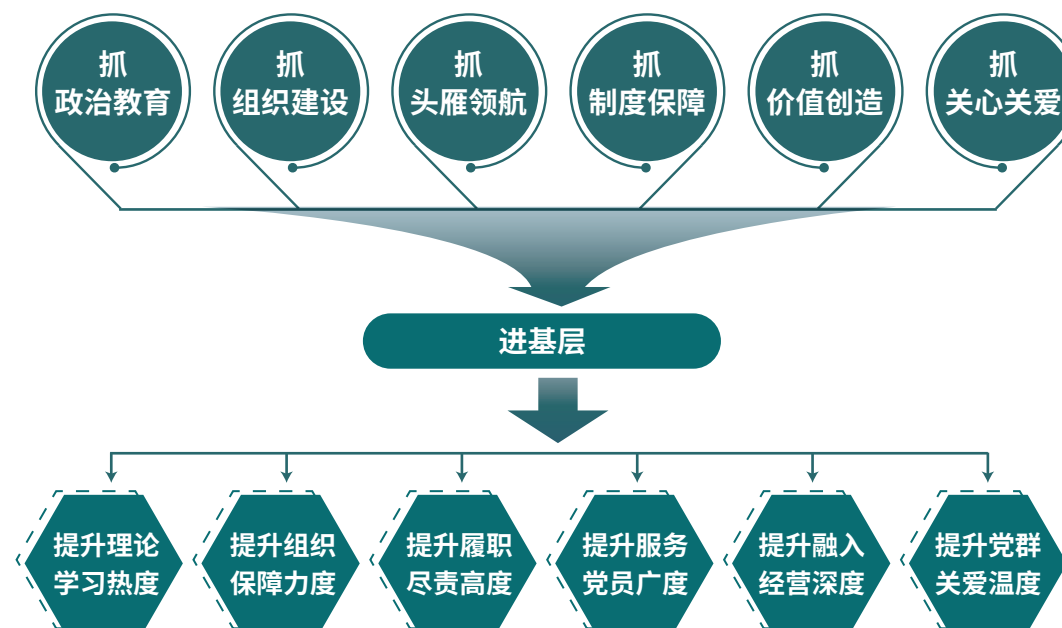 抓
政治教育
抓
组织建设
抓
头雁领航
抓
制度保障
抓
价值创造
抓
关心关爱
进基层
提升理论
学习热度
提升组织
保障力度
提升履职
尽责高度
提升服务
党员广度
提升融入
经营深度
提升党群
关爱温度